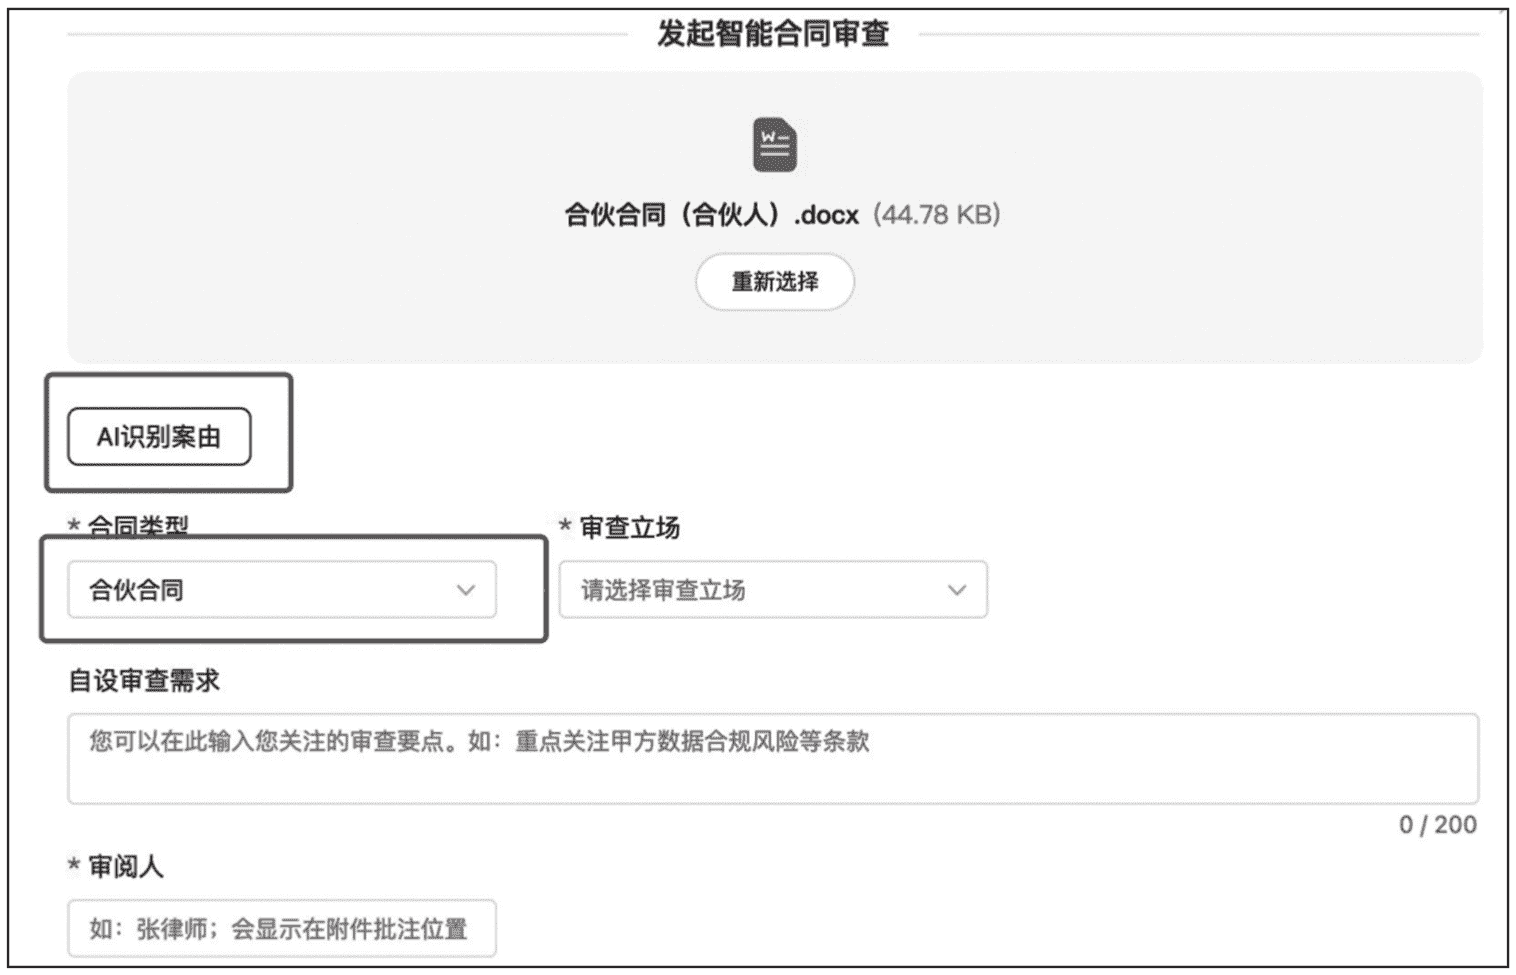 发起智能合同审查
W
合伙合同（合伙人）.docx (44.78 KB)
重新选择
AI识别案由
* 合同类型 * 审查立场
合伙合同 请选择审查立场
自设审查需求
您可以在此输入您关注的审查要点。如：重点关注甲方数据合规风险等条款
0 / 200
* 审阅人
如：张律师；会显示在附件批注位置